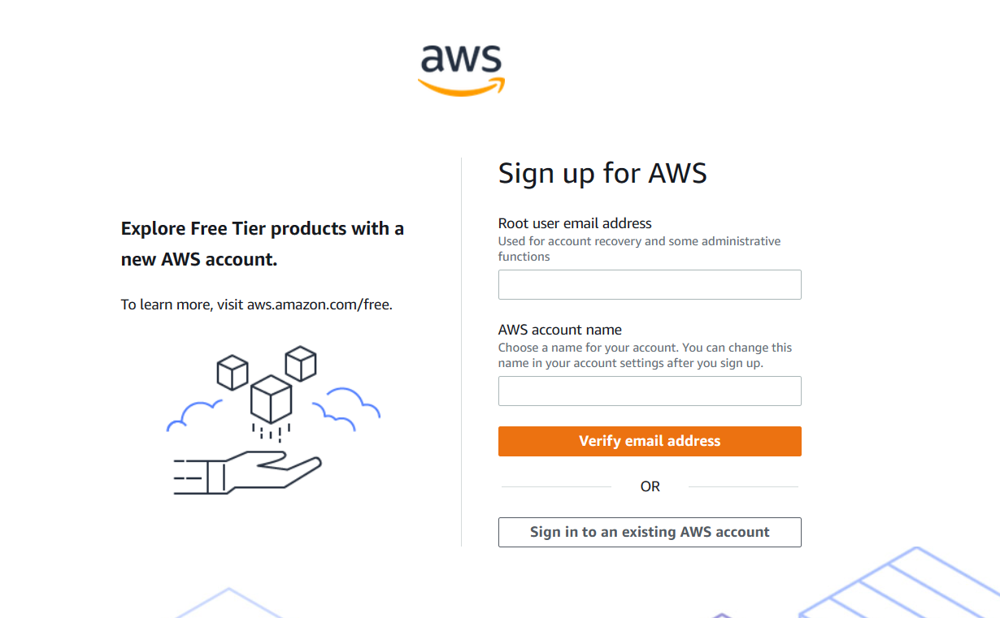 aws
Sign up for AWS
Explore Free Tier products with a
new AWS account.
To learn more, visit aws.amazon.com/free.
Root user email address
Used for account recovery and some administrative
functions
AWS account name
Choose a name for your account. You can change this
name in your account settings after you sign up.
Verify email address
OR
Sign in to an existing AWS account